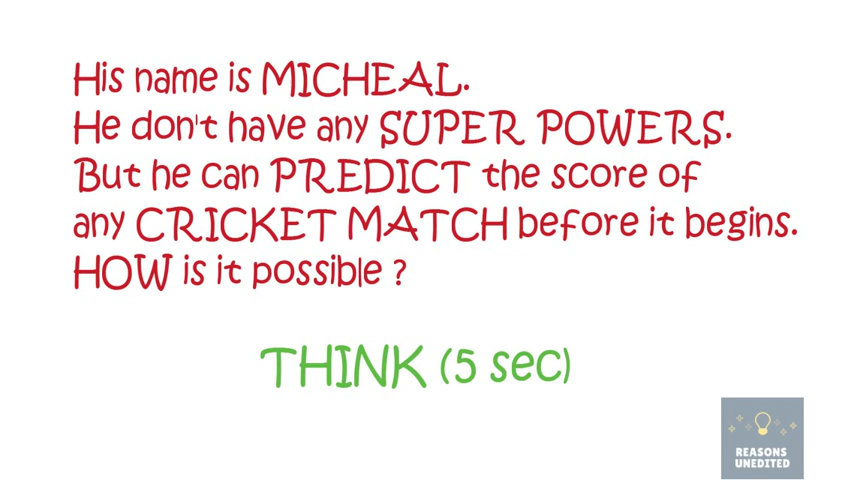 His name is MICHEAL.
He don't have any SUPER POWERS.
But he can PREDICT the score of
any CRICKET MATCH before it begins.
HOW is it possible ?
THINK (5 sec)
REASONS
UNEDITED